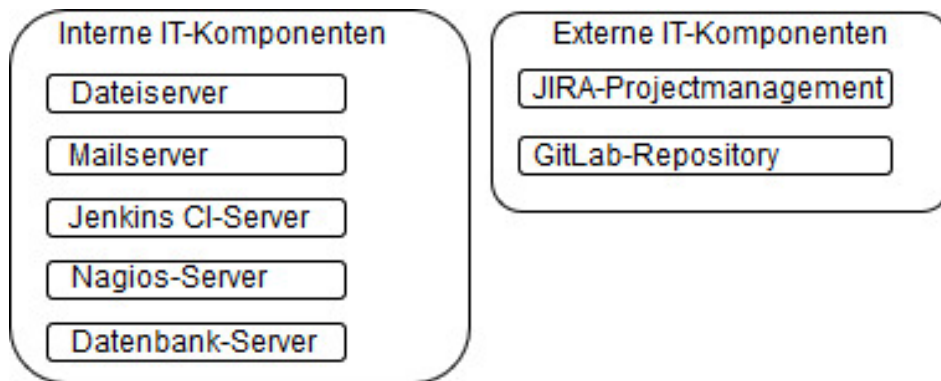 Interne IT-Komponenten
Dateiserver
Mailserver
Jenkins CI-Server
Nagios-Server
Datenbank-Server
Externe IT-Komponenten
JIRA-Projectmanagement
GitLab-Repository